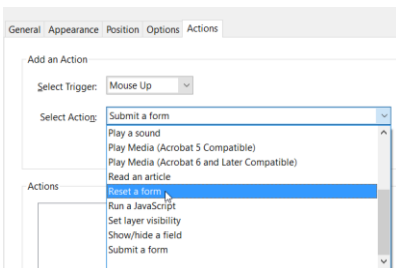 General Appearance Position Options Actions
Add an Action
Select Trigger: Mouse Up
Select Action: Submit a form
Play a sound
Play Media (Acrobat 5 Compatible)
Play Media (Acrobat 6 and Later Compatible)
Read an article
Actions
Reset a form
Run a JavaScript
Set layer visibility
Show/hide a field
Submit a form